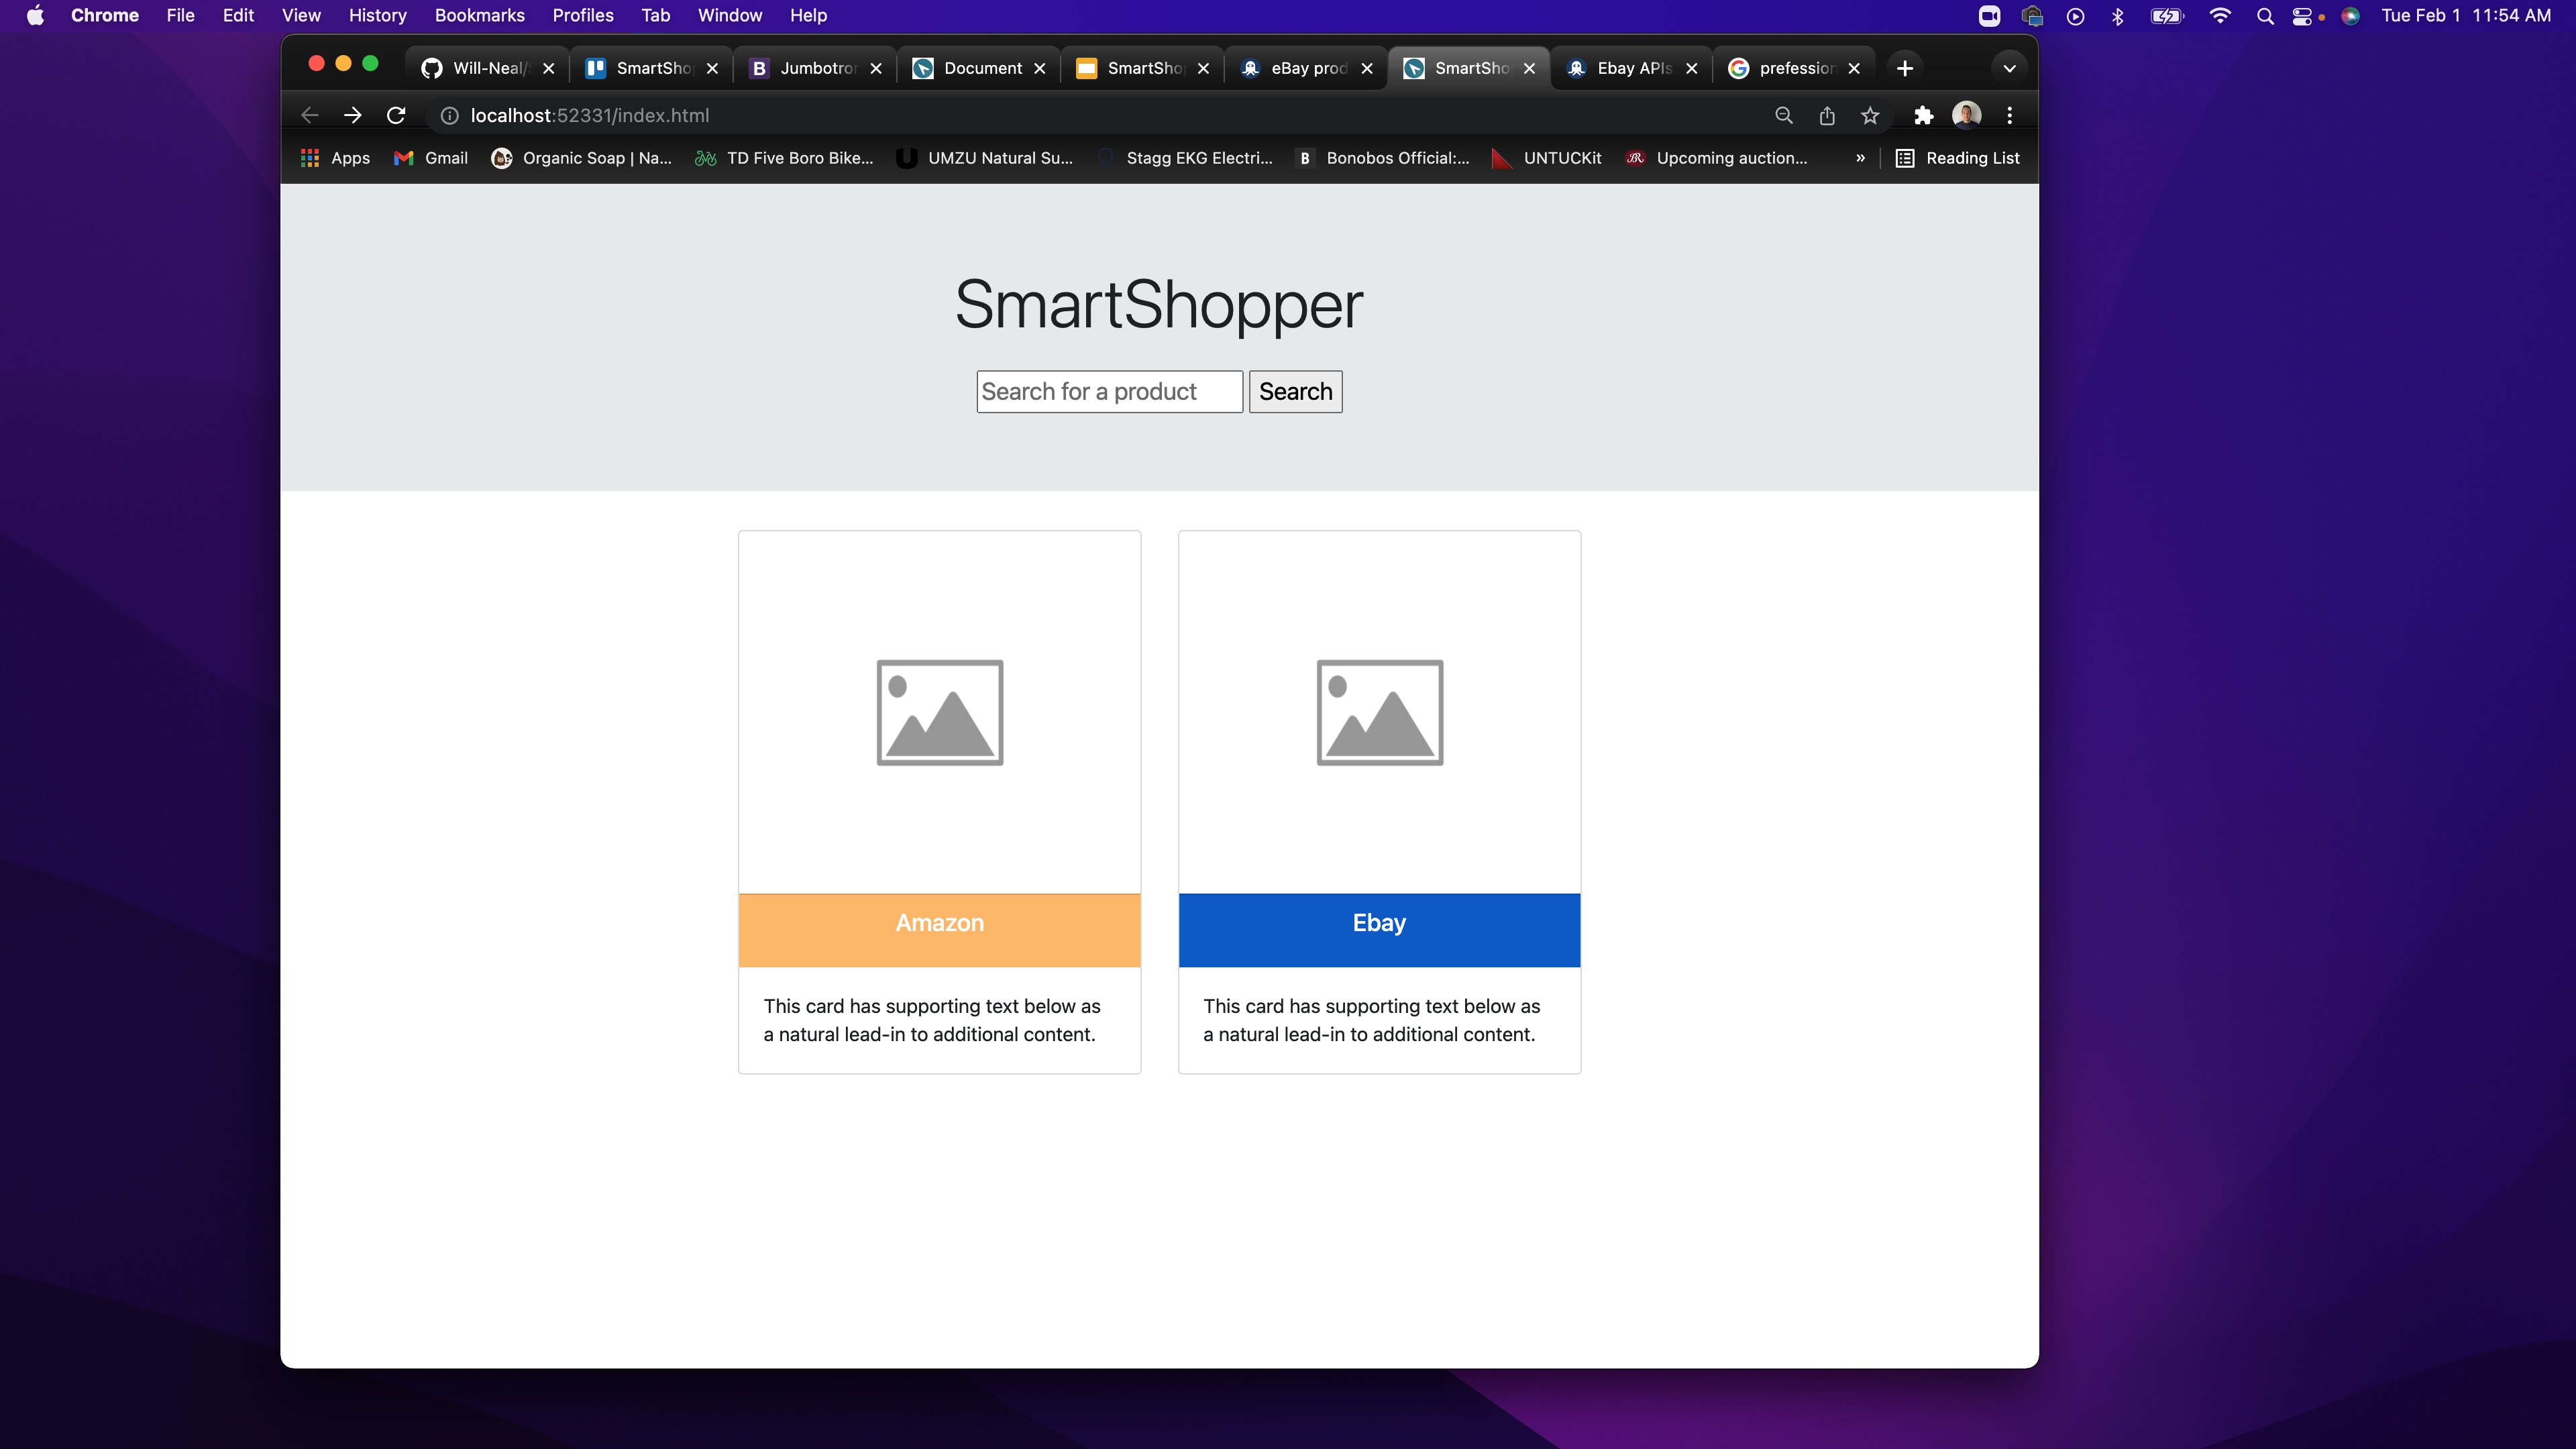 Chrome File Edit View History Bookmarks Profiles Tab Window Help Tue Feb 1 11:54 AM
Will-Neal/ SmartSho Jumbotro Document SmartSho eBay prod SmartSho Ebay APIs prefession
localhost:52331/index.html
Apps Gmail Organic Soap | Na... TD Five Boro Bike... UMZU Natural Su... Stagg EKG Electri... B Bonobos Official:... UNTUCKit Upcoming auction... » Reading List
SmartShopper
Search for a product Search
Amazon
This card has supporting text below as
a natural lead-in to additional content.
Ebay
This card has supporting text below as
a natural lead-in to additional content.